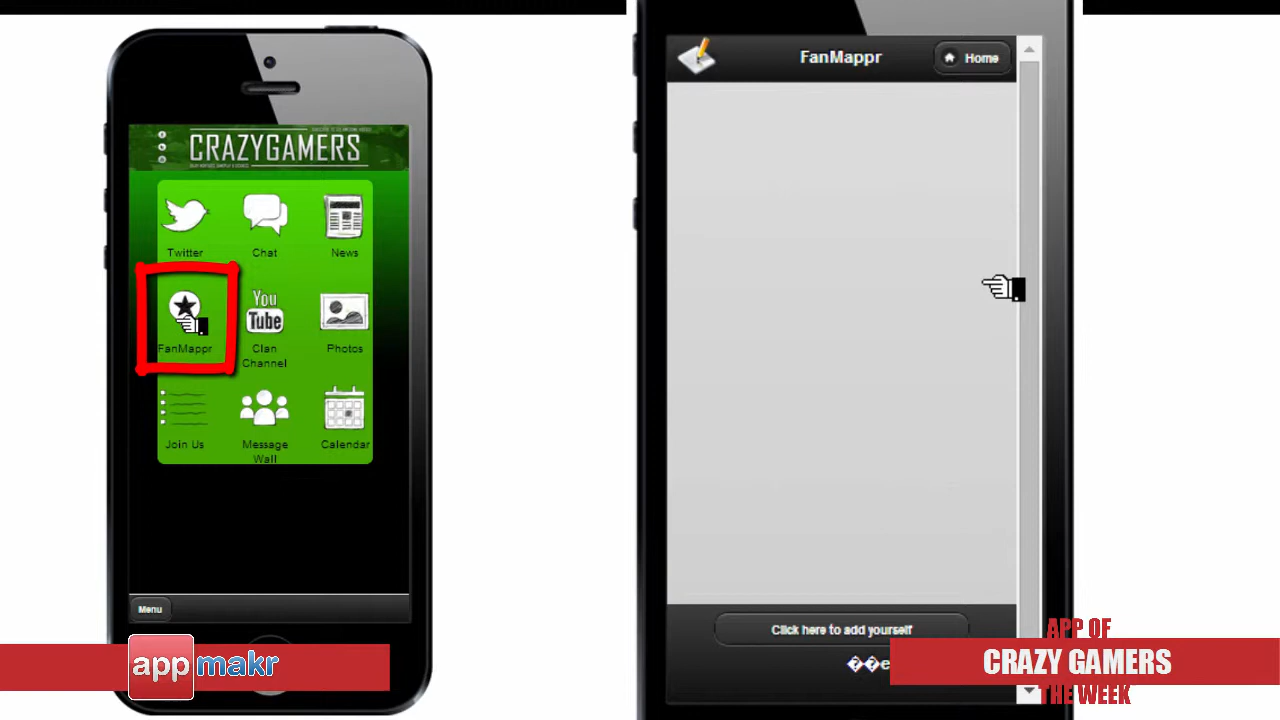 CRAZYGAMERS
Twitter
Chat
News
FanMappr
You
Tube
Clan
Channel
Photos
Join Us
Message
Wall
Calendar
Menu
appmakr
FanMappr
Home
Click here to add yourself
��e
APP OF
CRAZY GAMERS
THE WEEK